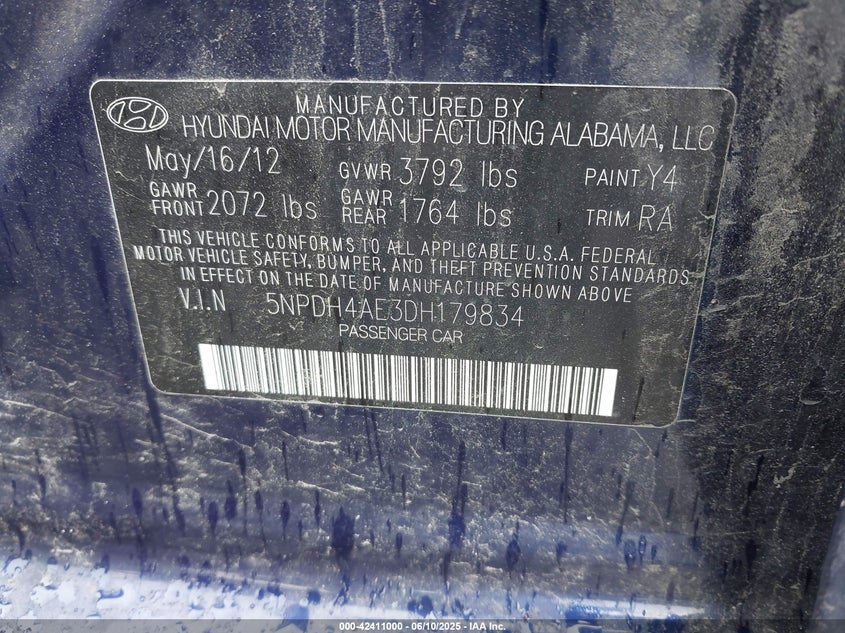 MANUFACTURED BY
HYUNDAI MOTOR MANUFACTURING ALABAMA, LLC
May/16/12 GVWR 3792 lbs PAINT Y4
GAWR FRONT 2072 lbs GAWR REAR 1764 lbs TRIM RA
THIS VEHICLE CONFORMS TO ALL APPLICABLE U.S.A. FEDERAL
MOTOR VEHICLE SAFETY, BUMPER, AND THEFT PREVENTION STANDARDS
IN EFFECT ON THE DATE OF MANUFACTURE SHOWN ABOVE
V.I.N 5NPDH4AE3DH179834
PASSENGER CAR
000-42411000 - 06/10/2025 - IAA Inc.